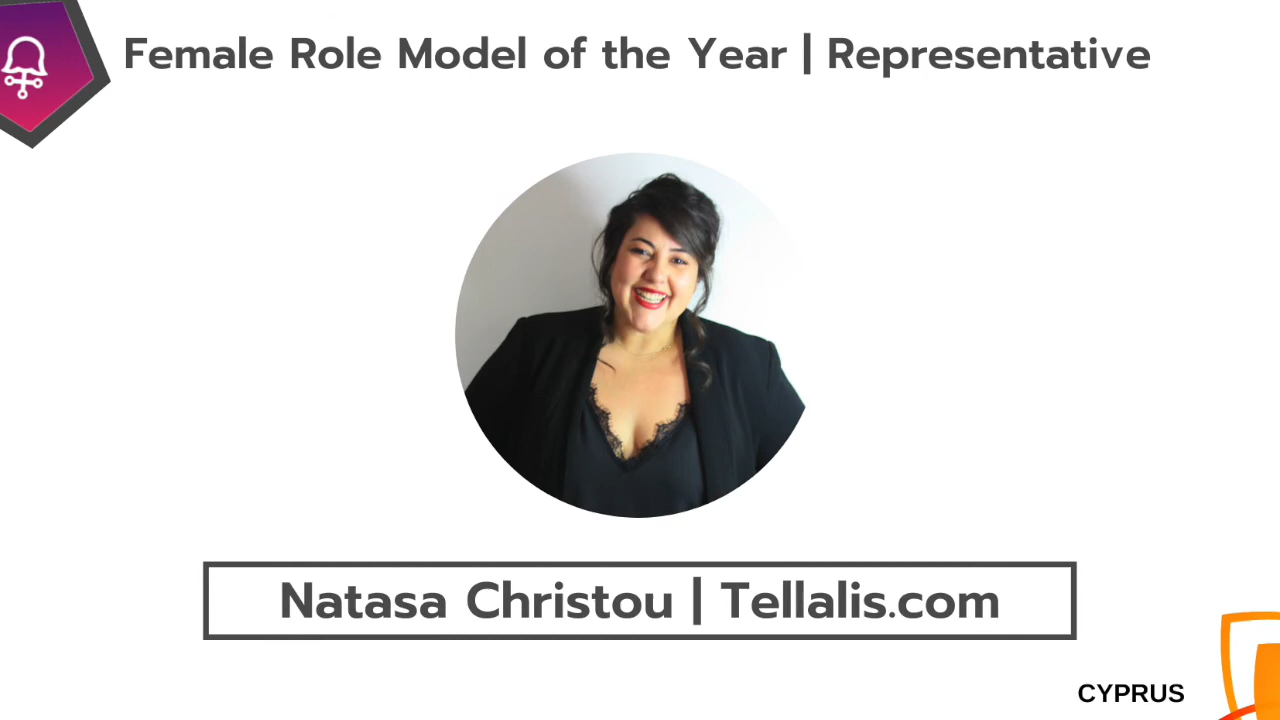 Female Role Model of the Year | Representative
Natasa Christou | Tellalis.com
CYPRUS